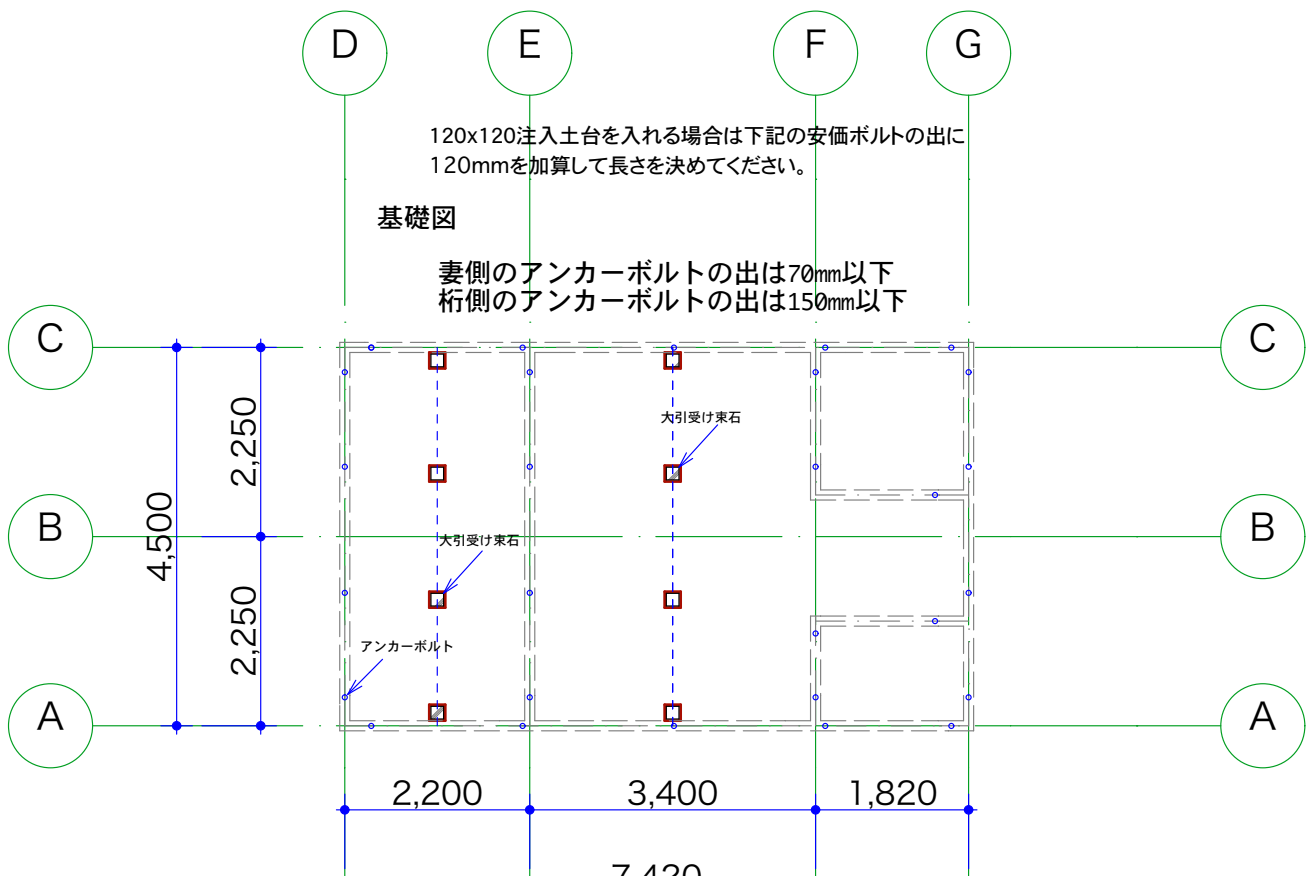 D E F G
120x120注入土台を入れる場合は下記の安価ボルトの出に
120mmを加算して長さを決めてください。
基礎図
妻側のアンカーボルトの出は70mm以下
桁側のアンカーボルトの出は150mm以下
C C
2,250
大引受け束石
4,500
B B
大引受け束石
2,250
アンカーボルト
A A
2,200 3,400 1,820
7,420